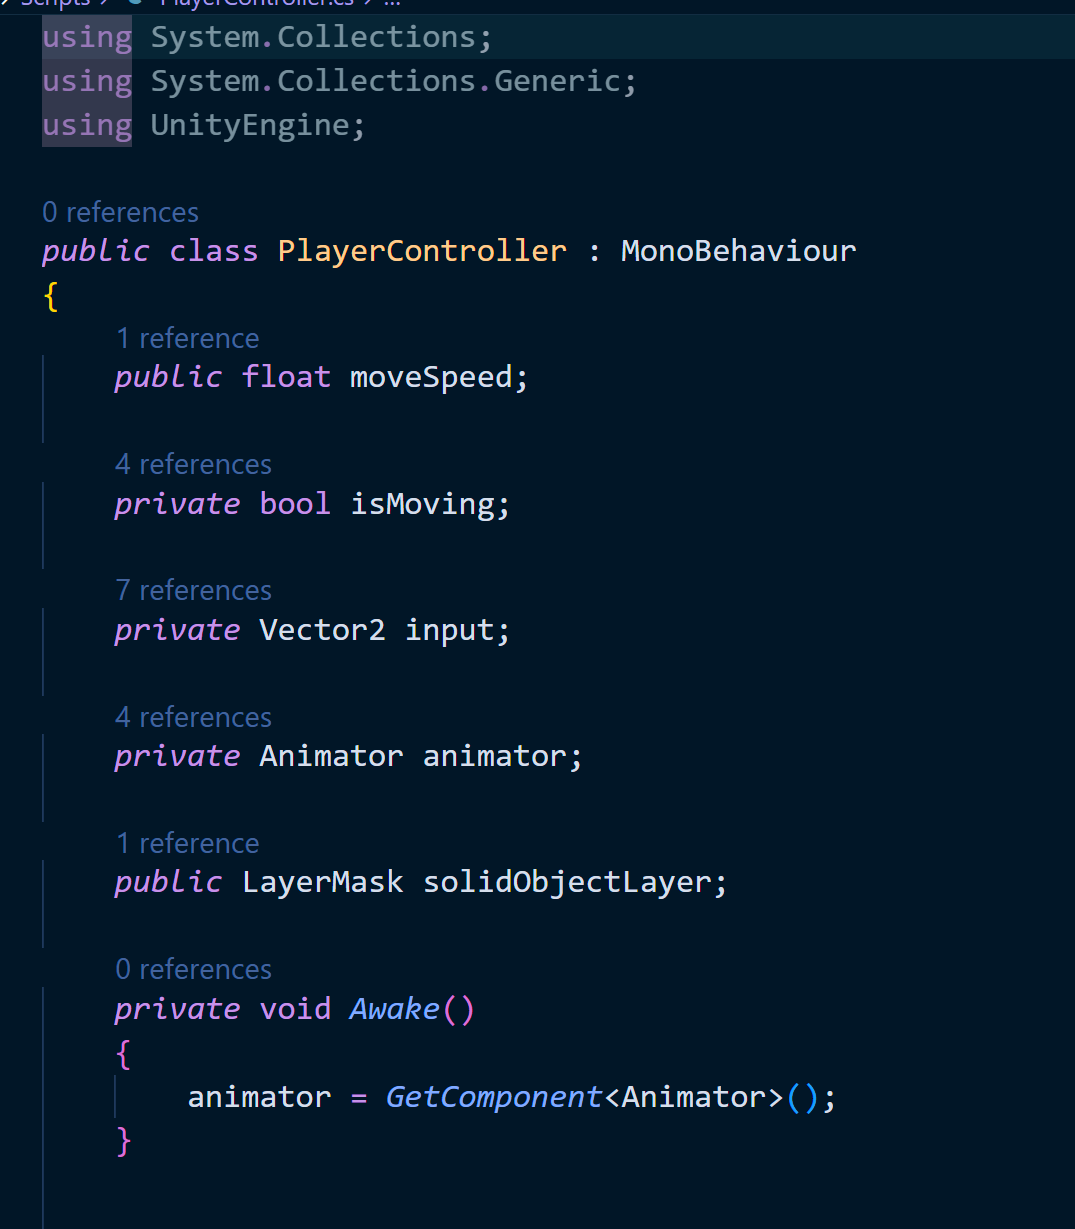 Scripts > PlayerController.cs > ...
using System.Collections;
using System.Collections.Generic;
using UnityEngine;
0 references
public class PlayerController : MonoBehaviour
{
1 reference
public float moveSpeed;
4 references
private bool isMoving;
7 references
private Vector2 input;
4 references
private Animator animator;
1 reference
public LayerMask solidObjectLayer;
0 references
private void Awake()
{
animator = GetComponent<Animator>();
}